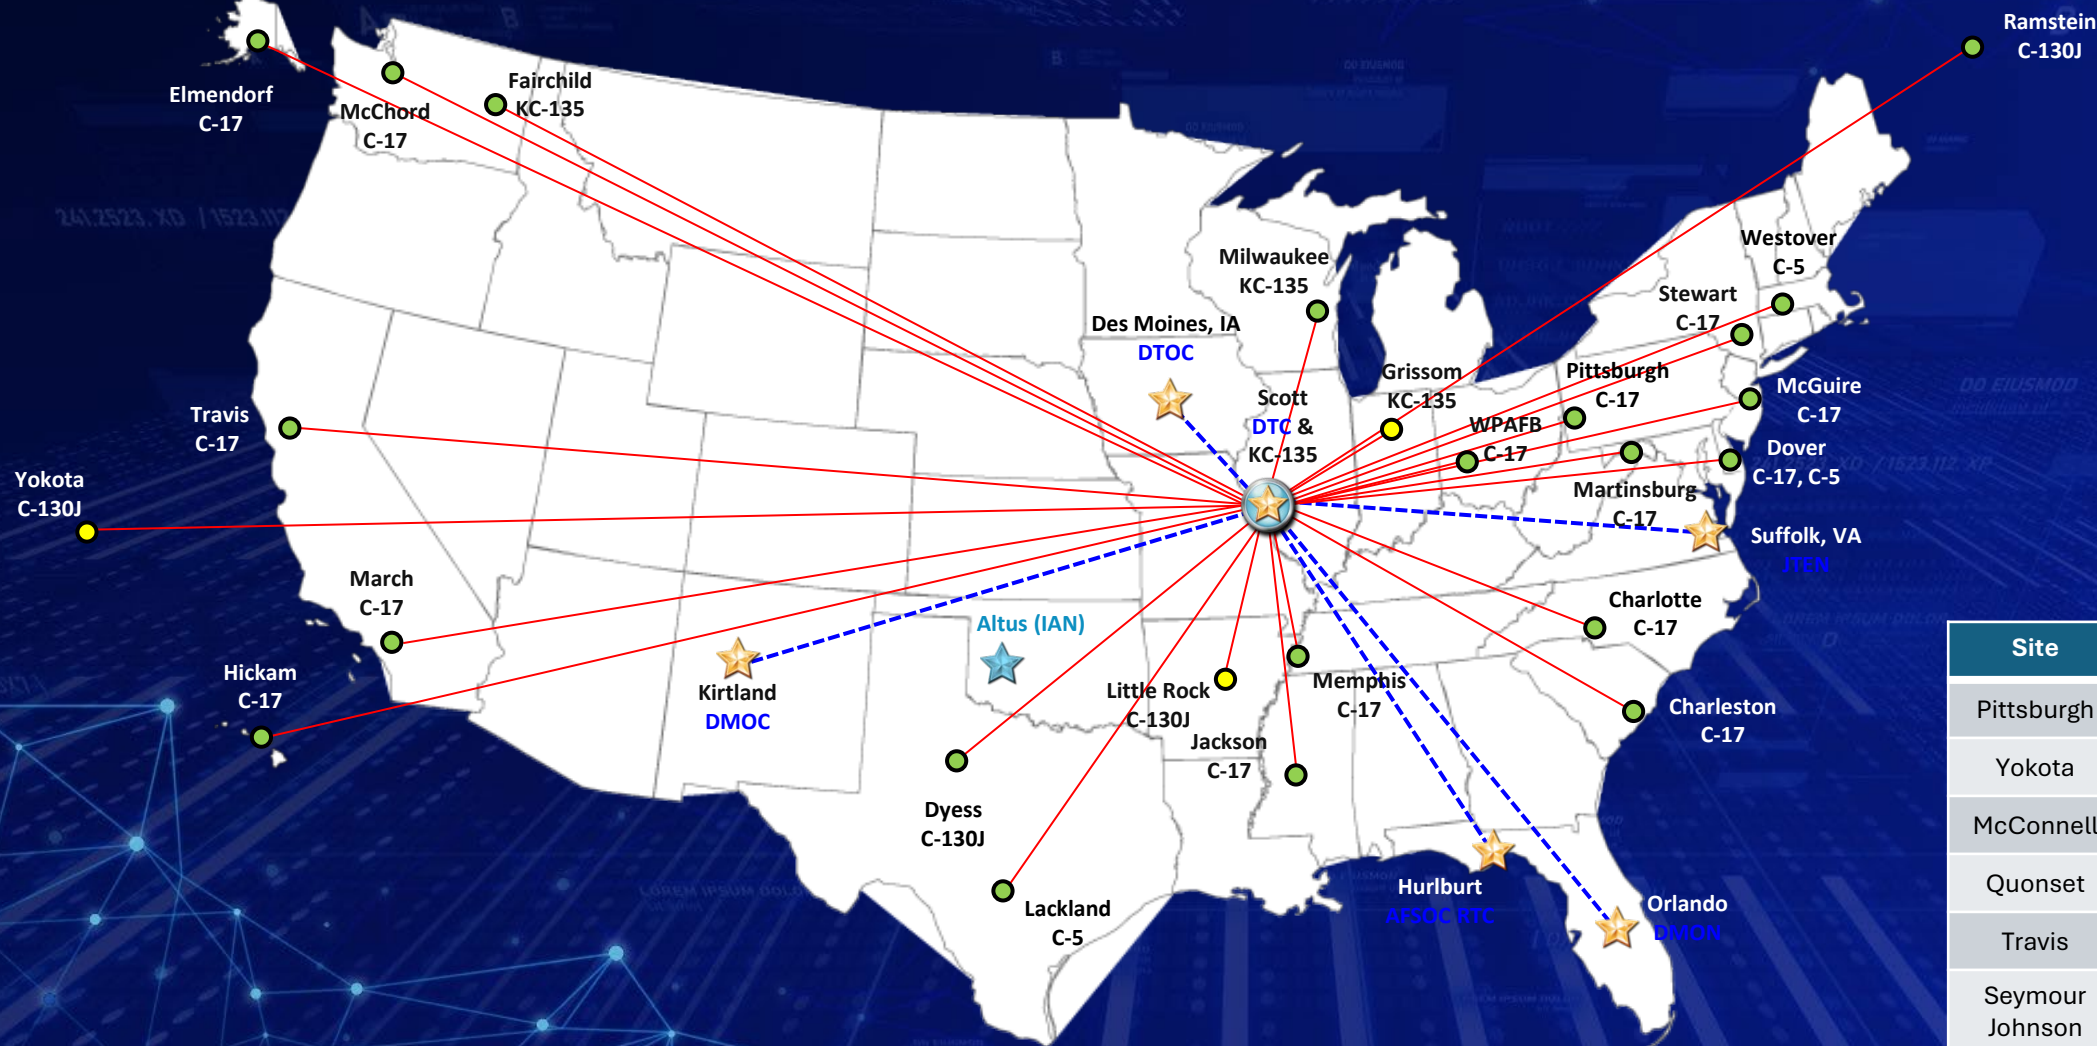 Elmendorf
C-17
McChord
C-17
Fairchild
KC-135
Ramstein
C-130J
Milwaukee
KC-135
Westover
C-5
Stewart
C-17
Des Moines, IA
DTOC
Grissom
KC-135
Pittsburgh
C-17
McGuire
C-17
Scott
DTC &
KC-135
WPAFB
C-17
Dover
C-17, C-5
Martinsburg
C-17
Travis
C-17
Yokota
C-130J
Suffolk, VA
JTEN
March
C-17
Charlotte
C-17
Altus (IAN)
Hickam
C-17
Kirtland
DMOC
Little Rock
C-130J
Memphis
C-17
Charleston
C-17
Jackson
C-17
Dyess
C-130J
Lackland
C-5
Hurlburt
AFSOC RTC
Orlando
DMON
Site
Pittsburgh
Yokota
McConnell
Quonset
Travis
Seymour
Johnson